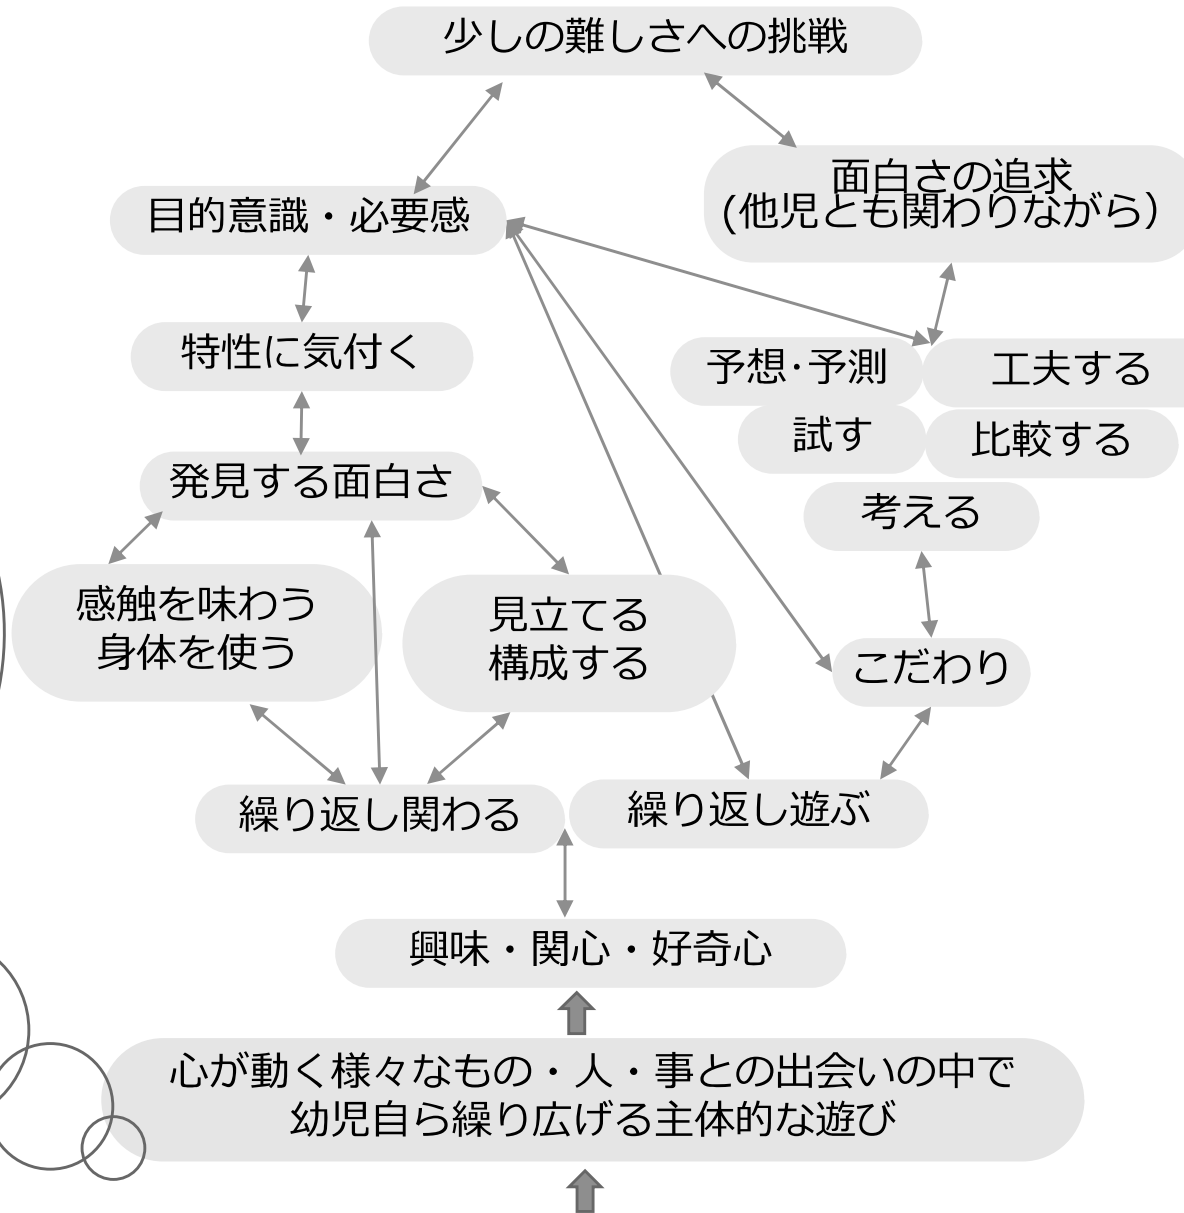 少しの難しさへの挑戦
面白さの追求
(他児とも関わりながら）
目的意識・必要感
特性に気付く
予想･予測
工夫する
試す
比較する
発見する面白さ
考える
感触を味わう
身体を使う
見立てる
構成する
こだわり
繰り返し関わる
繰り返し遊ぶ
興味・関心・好奇心
心が動く様々なもの・人・事との出会いの中で
幼児自ら繰り広げる主体的な遊び